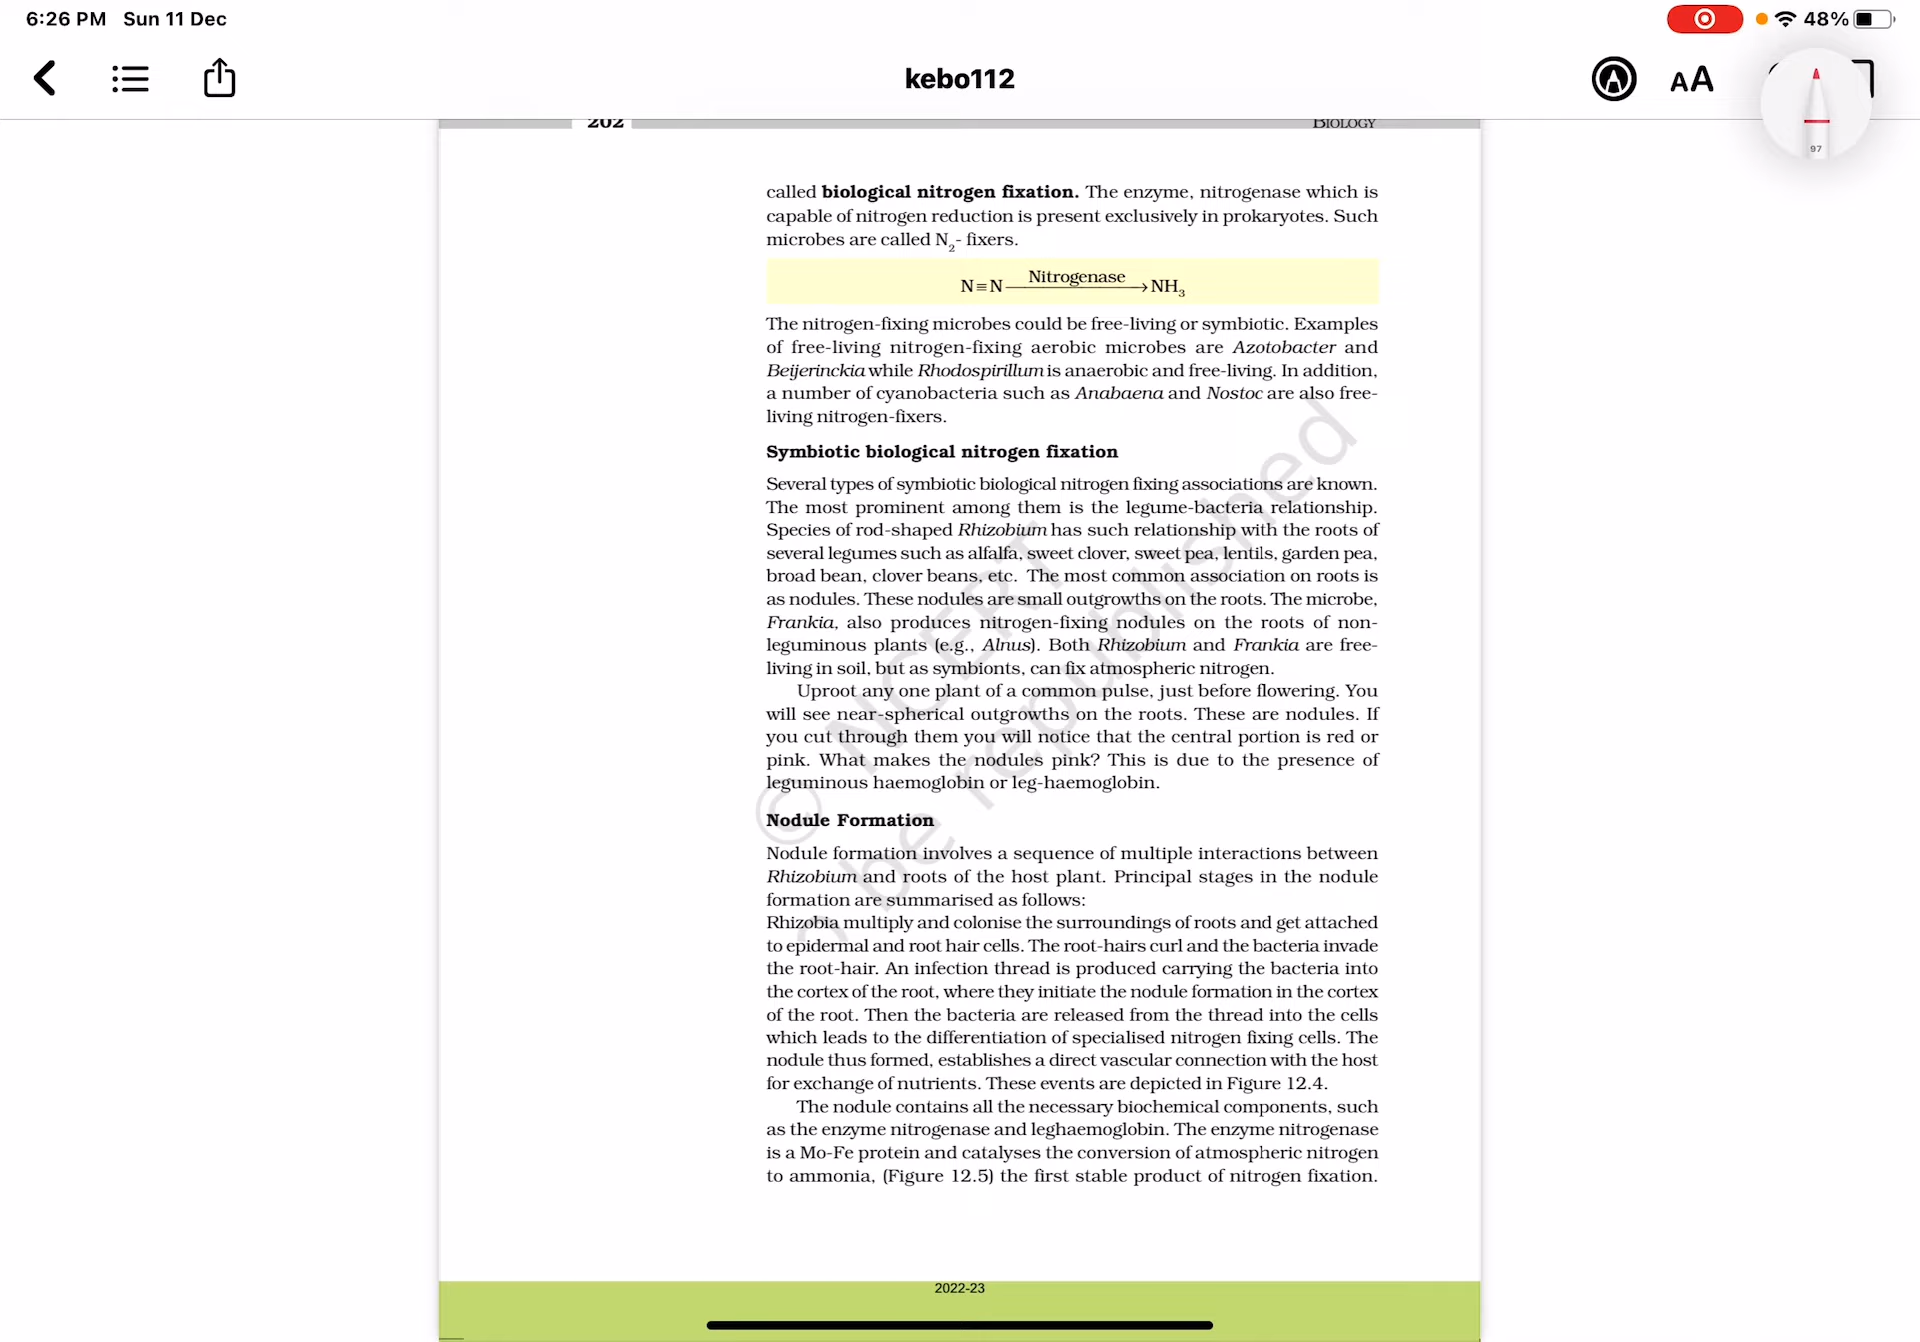 6:26 PM Sun 11 Dec
48%
kebo112
AA
97
202
BIOLOGY
called biological nitrogen fixation. The enzyme, nitrogenase which is
capable of nitrogen reduction is present exclusively in prokaryotes. Such
microbes are called N₂- fixers.
N≡N Nitrogenase → NH₃
The nitrogen-fixing microbes could be free-living or symbiotic. Examples
of free-living nitrogen-fixing aerobic microbes are Azotobacter and
Beijerinckia while Rhodospirillum is anaerobic and free-living. In addition,
a number of cyanobacteria such as Anabaena and Nostoc are also free-
living nitrogen-fixers.
Symbiotic biological nitrogen fixation
Several types of symbiotic biological nitrogen fixing associations are known.
The most prominent among them is the legume-bacteria relationship.
Species of rod-shaped Rhizobium has such relationship with the roots of
several legumes such as alfalfa, sweet clover, sweet pea, lentils, garden pea,
broad bean, clover beans, etc. The most common association on roots is
as nodules. These nodules are small outgrowths on the roots. The microbe,
Frankia, also produces nitrogen-fixing nodules on the roots of non-
leguminous plants (e.g., Alnus). Both Rhizobium and Frankia are free-
living in soil, but as symbionts, can fix atmospheric nitrogen.
Uproot any one plant of a common pulse, just before flowering. You
will see near-spherical outgrowths on the roots. These are nodules. If
you cut through them you will notice that the central portion is red or
pink. What makes the nodules pink? This is due to the presence of
leguminous haemoglobin or leg-haemoglobin.
Nodule Formation
Nodule formation involves a sequence of multiple interactions between
Rhizobium and roots of the host plant. Principal stages in the nodule
formation are summarised as follows:
Rhizobia multiply and colonise the surroundings of roots and get attached
to epidermal and root hair cells. The root-hairs curl and the bacteria invade
the root-hair. An infection thread is produced carrying the bacteria into
the cortex of the root, where they initiate the nodule formation in the cortex
of the root. Then the bacteria are released from the thread into the cells
which leads to the differentiation of specialised nitrogen fixing cells. The
nodule thus formed, establishes a direct vascular connection with the host
for exchange of nutrients. These events are depicted in Figure 12.4.
The nodule contains all the necessary biochemical components, such
as the enzyme nitrogenase and leghaemoglobin. The enzyme nitrogenase
is a Mo-Fe protein and catalyses the conversion of atmospheric nitrogen
to ammonia, (Figure 12.5) the first stable product of nitrogen fixation.
© NCERT
be republished
2022-23